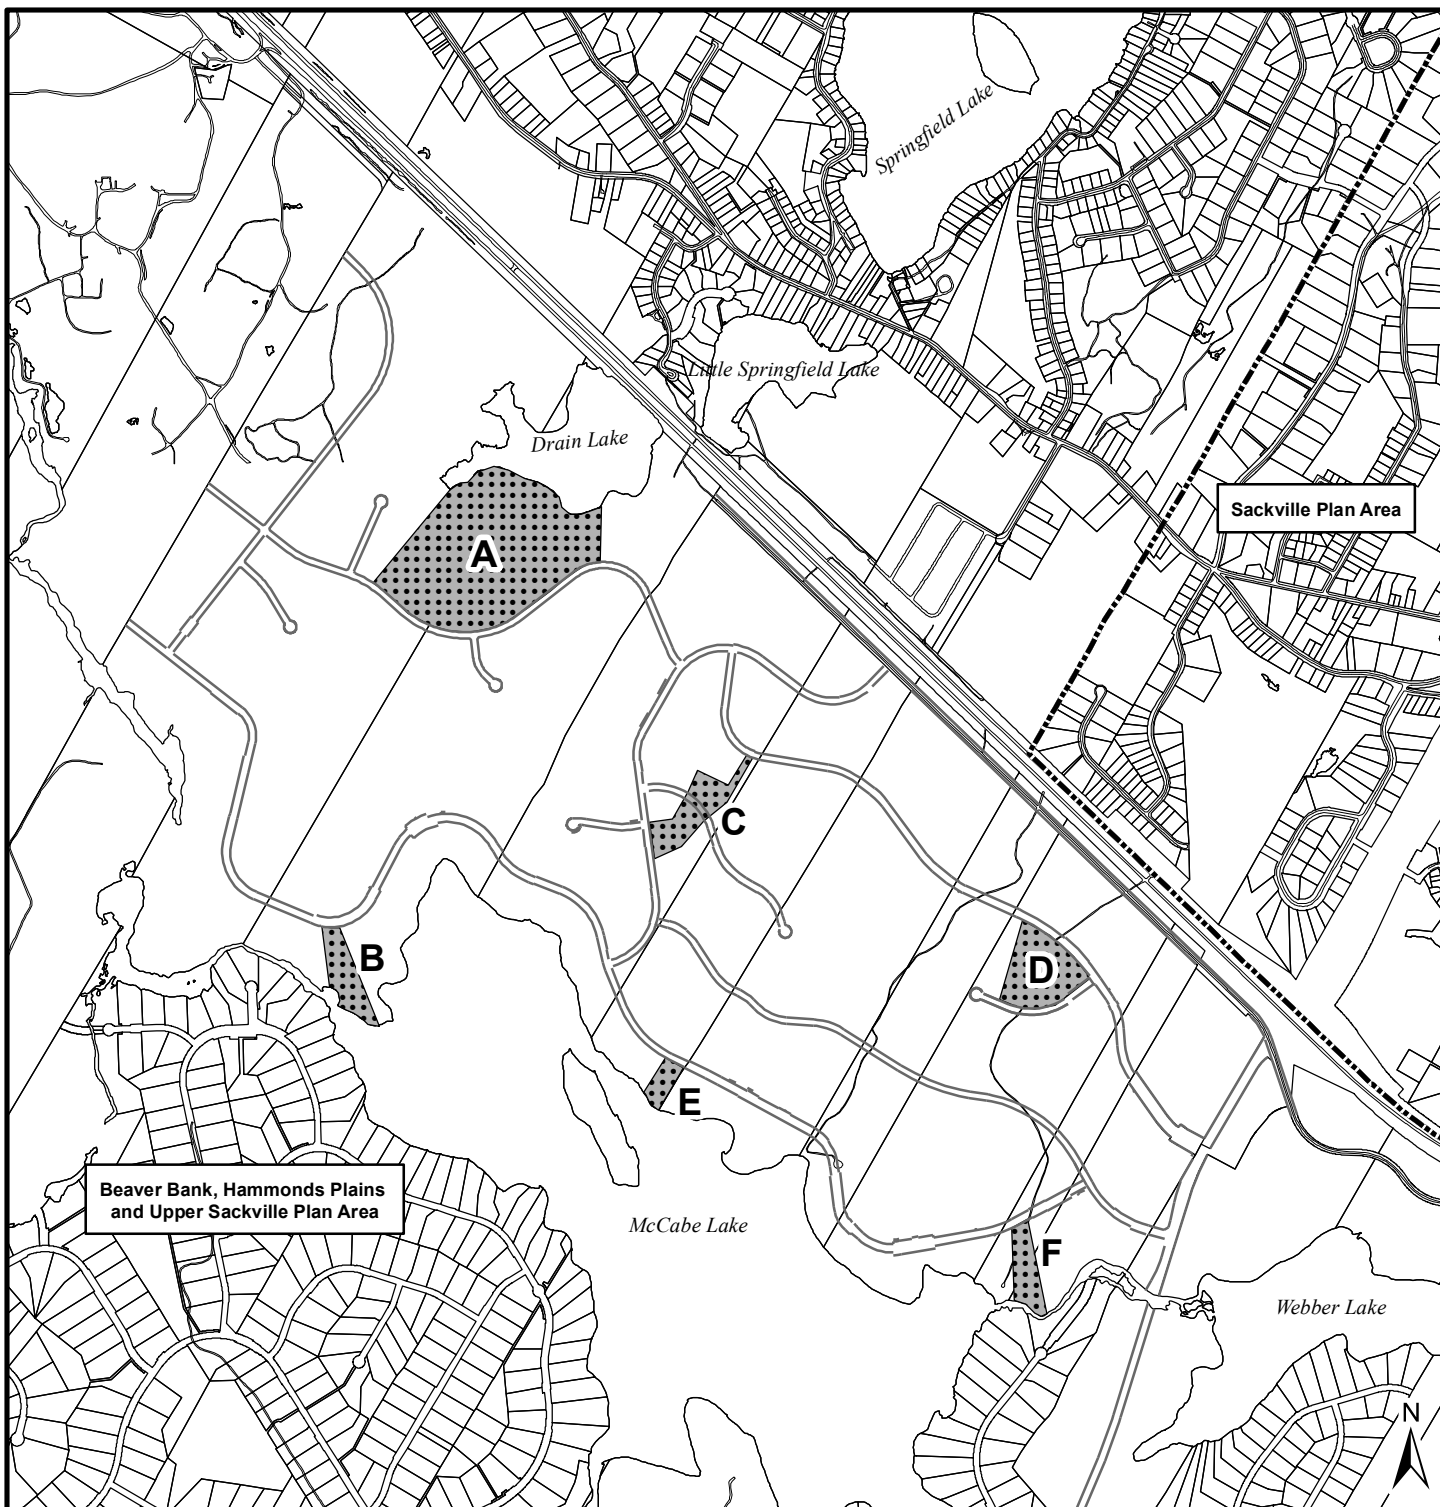 Springfield Lake
Little Springfield Lake
Drain Lake
Sackville Plan Area
A
C
B
D
E
Beaver Bank, Hammonds Plains
and Upper Sackville Plan Area
McCabe Lake
F
Webber Lake
N